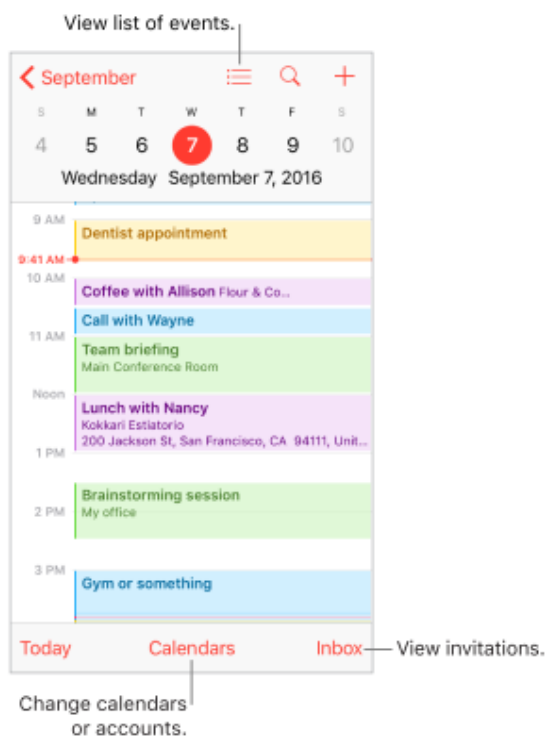 View list of events.
September
S M T W T F S
4 5 6 7 8 9 10
Wednesday September 7, 2016
9 AM
Dentist appointment
9:41 AM
10 AM
Coffee with Allison Flour & Co...
Call with Wayne
11 AM
Team briefing
Main Conference Room
Noon
Lunch with Nancy
Kokkari Estiatorio
200 Jackson St, San Francisco, CA 94111, Unit...
1 PM
Brainstorming session
2 PM
My office
3 PM
Gym or something
Today Calendars Inbox
View invitations.
Change calendars
or accounts.